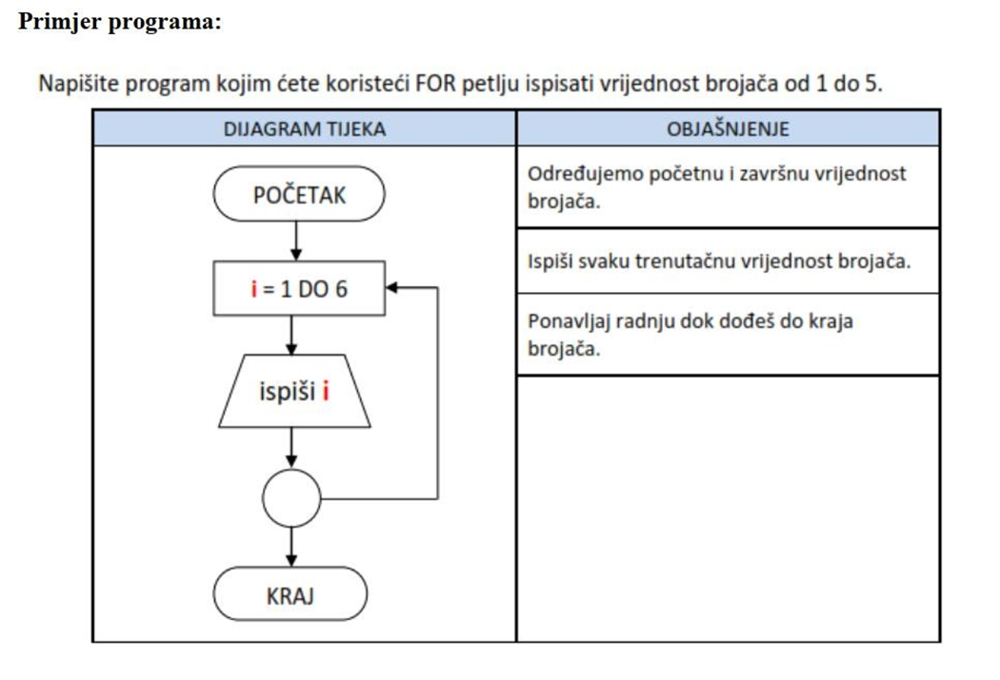 Primjer programa:
Napišite program kojim ćete koristeći FOR petlju ispisati vrijednost brojača od 1 do 5.
DIJAGRAM TIJEKA
OBJAŠNJENJE
POČETAK
i = 1 DO 6
ispiši i
KRAJ
Određujemo početnu i završnu vrijednost
brojača.
Ispiši svaku trenutačnu vrijednost brojača.
Ponavljaj radnju dok dođeš do kraja
brojača.